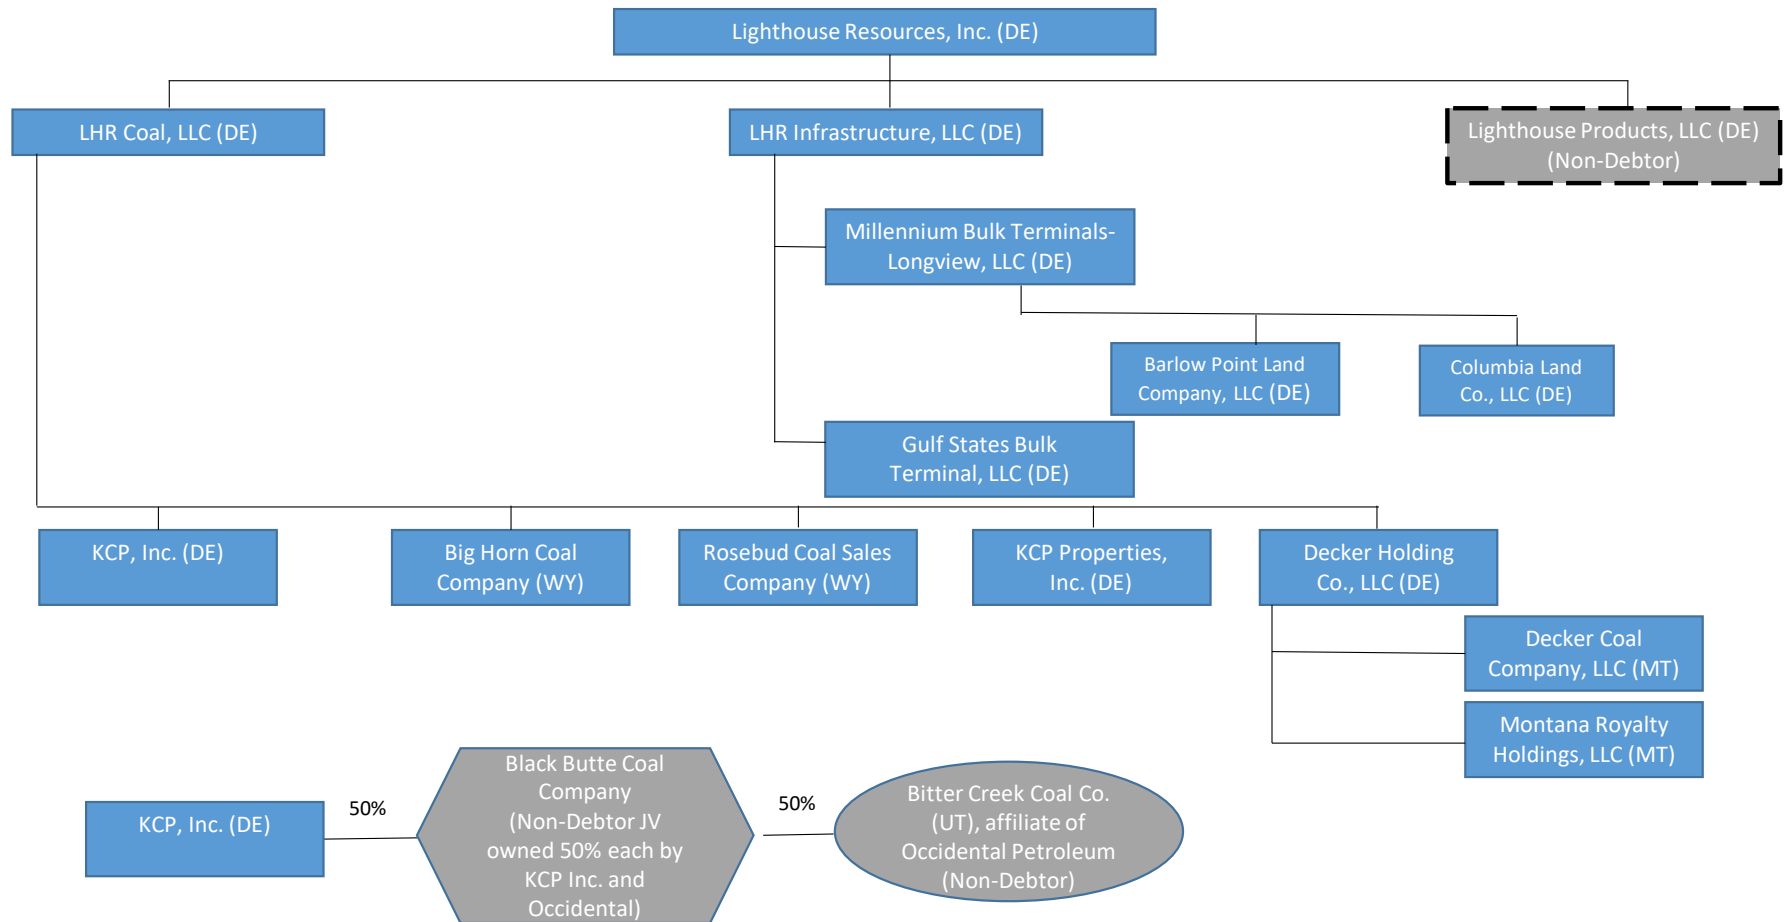 Lighthouse Resources, Inc. (DE)
LHR Coal, LLC (DE)
LHR Infrastructure, LLC (DE)
Lighthouse Products, LLC (DE)
(Non-Debtor)
Millennium Bulk Terminals-
Longview, LLC (DE)
Barlow Point Land
Company, LLC (DE)
Columbia Land
Co., LLC (DE)
Gulf States Bulk
Terminal, LLC (DE)
KCP, Inc. (DE)
Big Horn Coal
Company (WY)
Rosebud Coal Sales
Company (WY)
KCP Properties,
Inc. (DE)
Decker Holding
Co., LLC (DE)
Decker Coal
Company, LLC (MT)
Montana Royalty
Holdings, LLC (MT)
KCP, Inc. (DE)
50%
Black Butte Coal
Company
(Non-Debtor JV
owned 50% each by
KCP Inc. and
Occidental)
50%
Bitter Creek Coal Co.
(UT), affiliate of
Occidental Petroleum
(Non-Debtor)